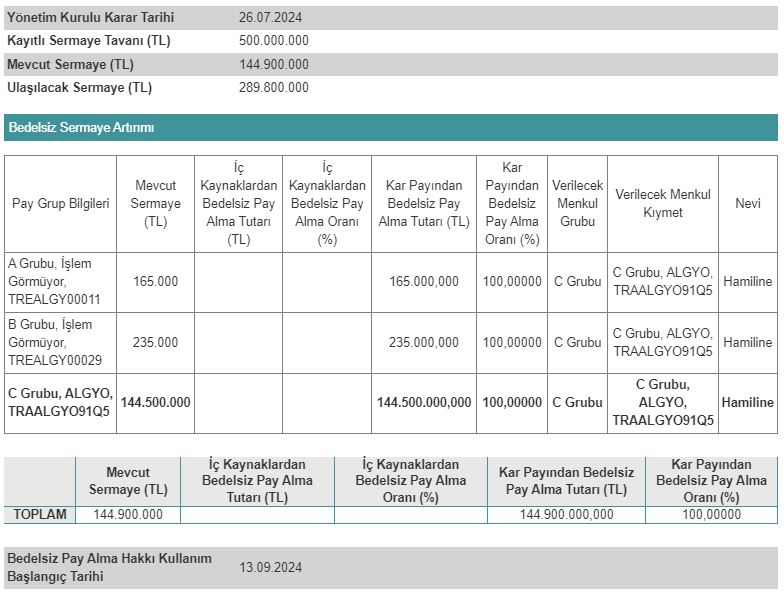 Yönetim Kurulu Karar Tarihi 26.07.2024
Kayıtlı Sermaye Tavanı (TL) 500.000.000
Mevcut Sermaye (TL) 144.900.000
Ulaşılacak Sermaye (TL) 289.800.000
Bedelsiz Sermaye Artırımı
Pay Grup Bilgileri
Mevcut
Sermaye
(TL)
İç
Kaynaklardan
Bedelsiz Pay
Alma Tutarı
(TL)
İç
Kaynaklardan
Bedelsiz Pay
Alma Oranı
(%)
Kar Payından
Bedelsiz Pay
Alma Tutarı (TL)
Kar
Payından
Bedelsiz
Pay Alma
Oranı (%)
Verilecek
Menkul
Grubu
Verilecek Menkul
Kıymet
Nevi
A Grubu, İşlem
Görmüyor,
TREALGY00011
165.000
165.000,000
100,00000
C Grubu
C Grubu, ALGYO,
TRAALGYO91Q5
Hamiline
B Grubu, İşlem
Görmüyor,
TREALGY00029
235.000
235.000,000
100,00000
C Grubu
C Grubu, ALGYO,
TRAALGYO91Q5
Hamiline
C Grubu, ALGYO,
TRAALGYO91Q5
144.500.000
144.500.000,000
100,00000
C Grubu
C Grubu,
ALGYO,
TRAALGYO91Q5
Hamiline
Mevcut
Sermaye (TL)
İç Kaynaklardan
Bedelsiz Pay Alma
Tutarı (TL)
İç Kaynaklardan
Bedelsiz Pay Alma
Oranı (%)
Kar Payından Bedelsiz
Pay Alma Tutarı (TL)
Kar Payından
Bedelsiz Pay Alma
Oranı (%)
TOPLAM 144.900.000 144.900.000,000 100,00000
Bedelsiz Pay Alma Hakkı Kullanım
Başlangıç Tarihi
13.09.2024